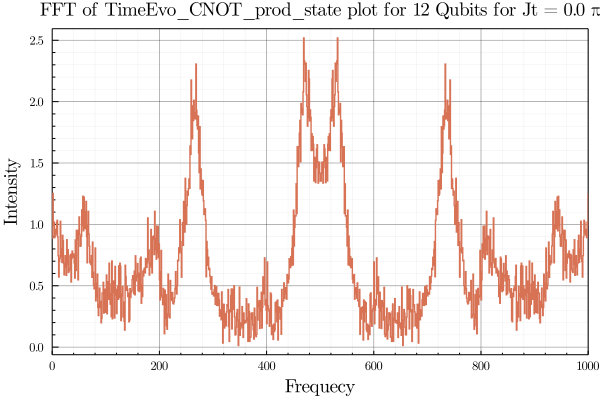 FFT of TimeEvo_CNOT_prod_state plot for 12 Qubits for Jt = 0.0 π
2.5
2.0
1.5
1.0
0.5
0.0
Intensity
0 200 400 600 800 1000
Frequecy